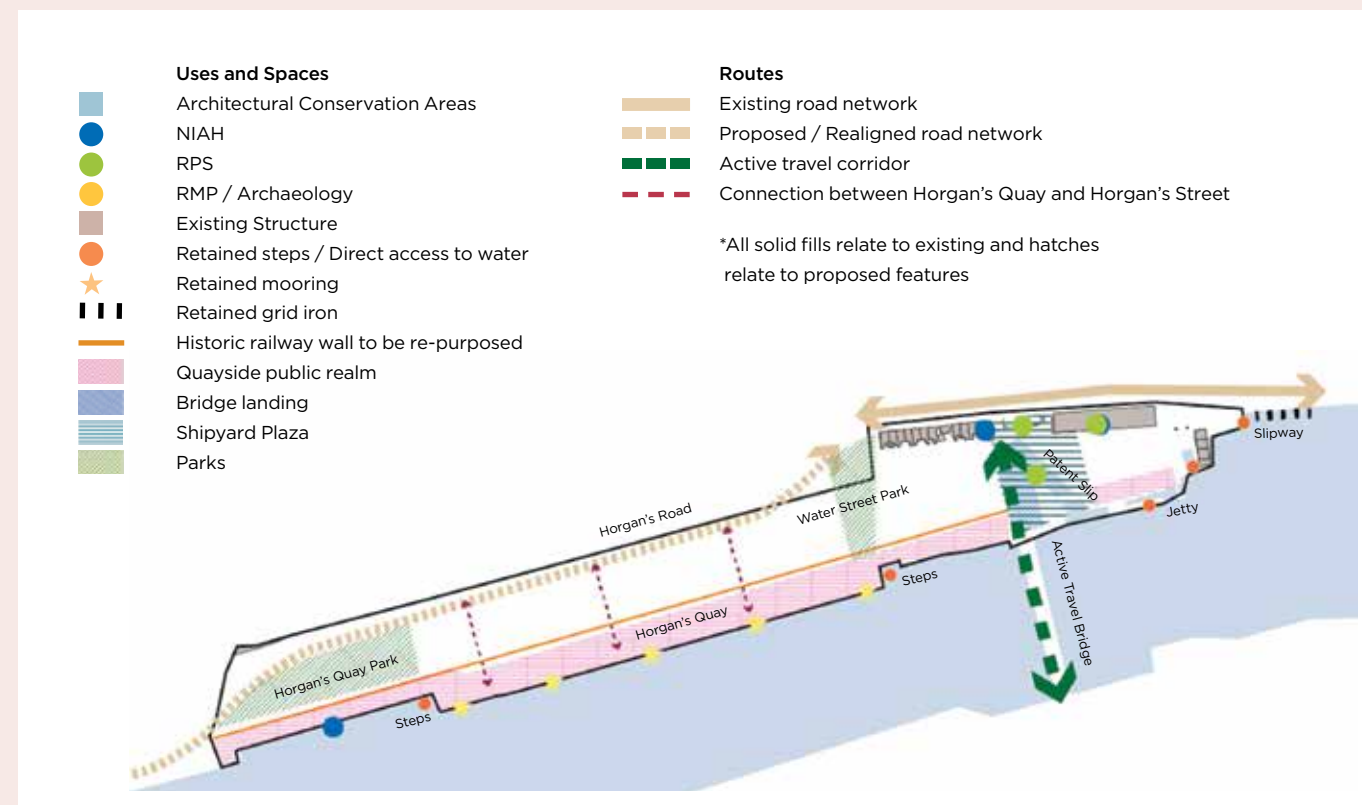 Uses and Spaces
Architectural Conservation Areas
NIAH
RPS
RMP / Archaeology
Existing Structure
Retained steps / Direct access to water
Retained mooring
Retained grid iron
Historic railway wall to be re-purposed
Quayside public realm
Bridge landing
Shipyard Plaza
Parks
Routes
Existing road network
Proposed / Realigned road network
Active travel corridor
Connection between Horgan’s Quay and Horgan’s Street
*All solid fills relate to existing and hatches
relate to proposed features
Slipway
Patent Slip
Water Street Park
Jetty
Horgan's Road
Active Travel Bridge
Steps
Horgan's Quay
Horgan's Quay Park
Steps